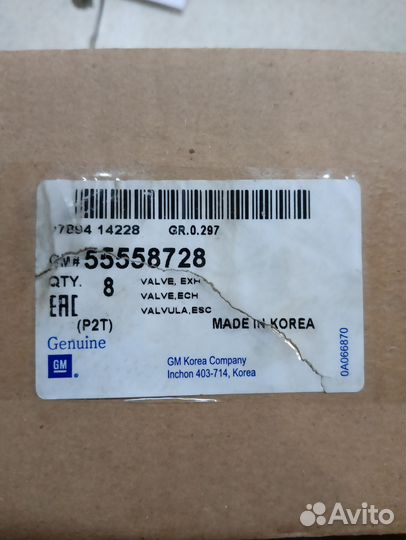 7894 14228 GR.0.297
GM# 55558728
QTY. 8 VALVE, EXH
VALVE,ECH
VALVULA,ESC
EAC
(P2T)
MADE IN KOREA
Genuine
GM
GM Korea Company
Inchon 403-714, Korea
0A066870
Avito